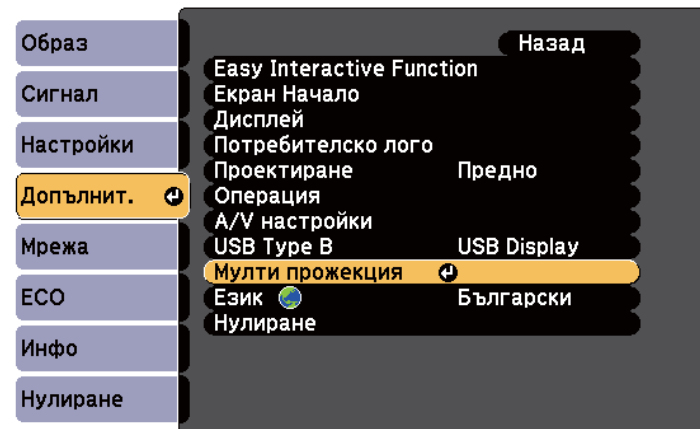 Образ
Сигнал
Настройки
Допълнит.
Мрежа
ECO
Инфо
Нулиране
Назад
Easy Interactive Function
Екран Начало
Дисплей
Потребителско лого
Проектиране Предно
Операция
A/V настройки
USB Type B USB Display
Мулти прожекция
Език Български
Нулиране